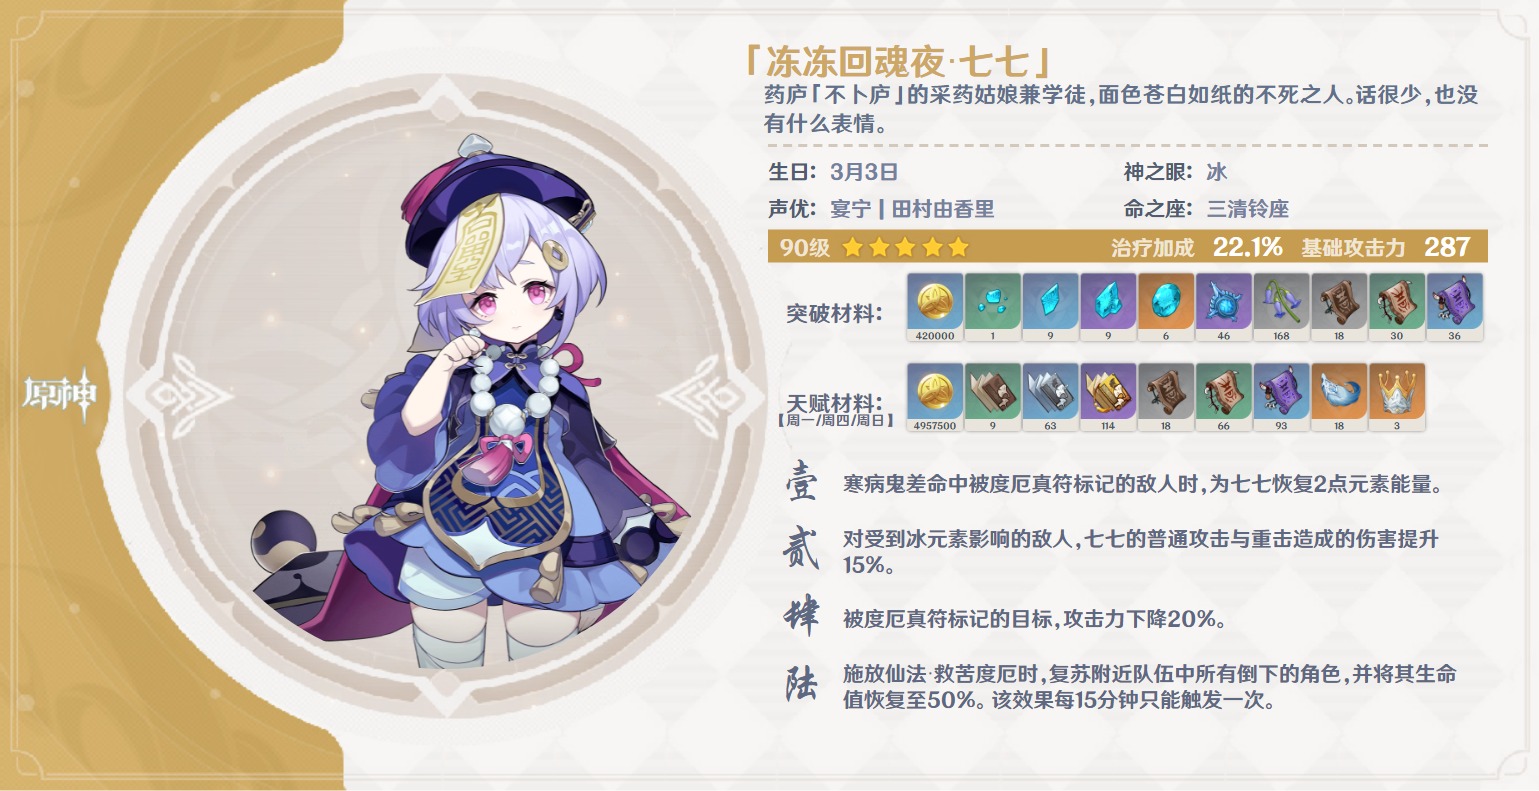 原神
「冻冻回魂夜·七七」
药庐「不卜庐」的采药姑娘兼学徒,面色苍白如纸的不死之人。话很少,也没
有什么表情。
生日: 3月3日 神之眼: 冰
声优: 宴宁 | 田村由香里 命之座: 三清铃座
90级 治疗加成 22.1% 基础攻击力 287
突破材料:
420000 1 9 9 6 46 168 18 30 36
天赋材料:
【周一/周四/周日】
4957500 9 63 114 18 66 93 18 3
壹 寒病鬼差命中被度厄真符标记的敌人时,为七七恢复2点元素能量。
贰 对受到冰元素影响的敌人,七七的普通攻击与重击造成的伤害提升
15%。
肆 被度厄真符标记的目标,攻击力下降20%。
陆 施放仙法·救苦度厄时,复苏附近队伍中所有倒下的角色,并将其生命
值恢复至50%。该效果每15分钟只能触发一次。